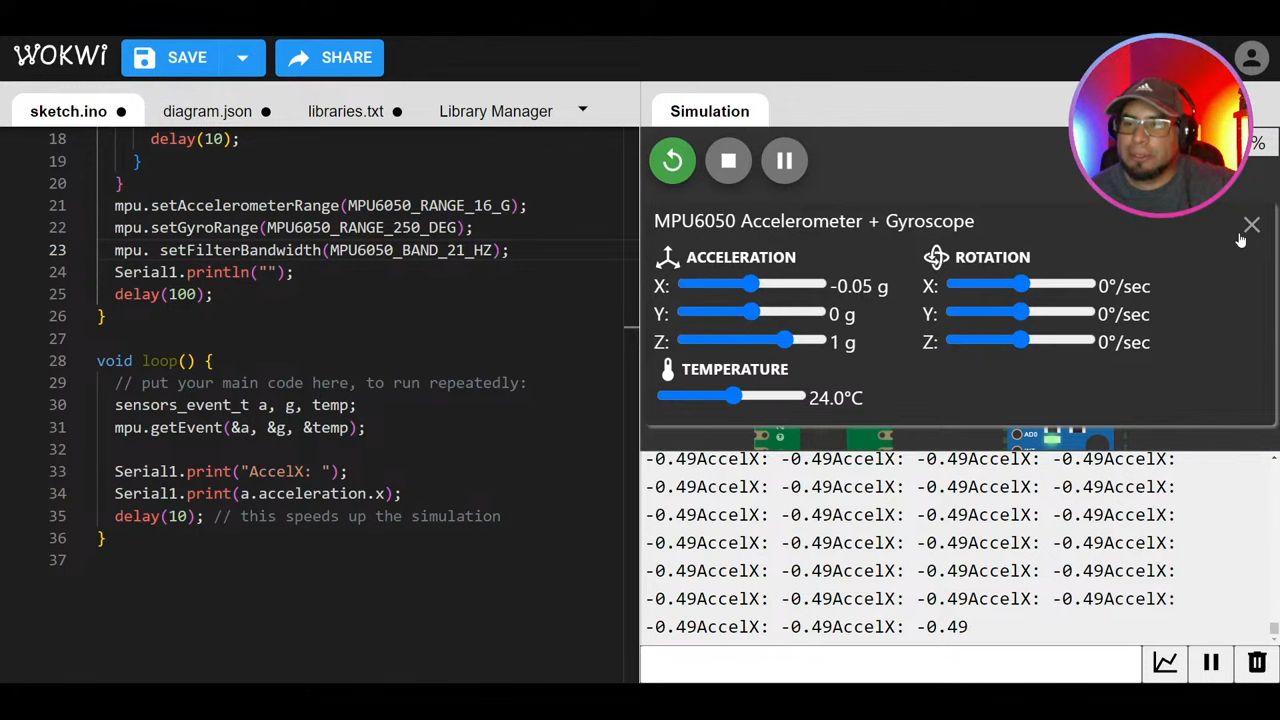 WOKWi
SAVE
SHARE
sketch.ino
diagram.json
libraries.txt
Library Manager
18 delay(10);
19 }
20 }
21 mpu.setAccelerometerRange(MPU6050_RANGE_16_G);
22 mpu.setGyroRange(MPU6050_RANGE_250_DEG);
23 mpu. setFilterBandwidth(MPU6050_BAND_21_HZ);
24 Serial1.println("");
25 delay(100);
26 }
27
28 void loop() {
29 // put your main code here, to run repeatedly:
30 sensors_event_t a, g, temp;
31 mpu.getEvent(&a, &g, &temp);
32
33 Serial1.print("AccelX: ");
34 Serial1.print(a.acceleration.x);
35 delay(10); // this speeds up the simulation
36 }
37
Simulation
%
MPU6050 Accelerometer + Gyroscope
ACCELERATION
X: -0.05 g
Y: 0 g
Z: 1 g
ROTATION
X: 0°/sec
Y: 0°/sec
Z: 0°/sec
TEMPERATURE
24.0°C
2
AD0
-0.49AccelX: -0.49AccelX: -0.49AccelX: -0.49AccelX:
-0.49AccelX: -0.49AccelX: -0.49AccelX: -0.49AccelX:
-0.49AccelX: -0.49AccelX: -0.49AccelX: -0.49AccelX:
-0.49AccelX: -0.49AccelX: -0.49AccelX: -0.49AccelX:
-0.49AccelX: -0.49AccelX: -0.49AccelX: -0.49AccelX:
-0.49AccelX: -0.49AccelX: -0.49AccelX: -0.49AccelX:
-0.49AccelX: -0.49AccelX: -0.49